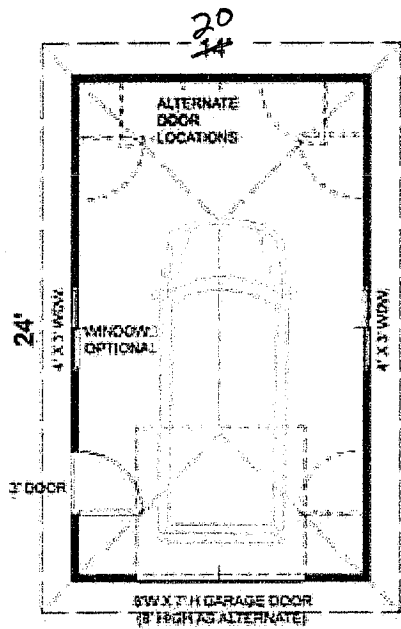 20
14'
ALTERNATE
DOOR
LOCATIONS
24'
4' X 3' WDW.
WINDOWS
OPTIONAL
4' X 3' WDW.
3' DOOR
8'W X 7' H GARAGE DOOR
(8' HIGH AS ALTERNATE)